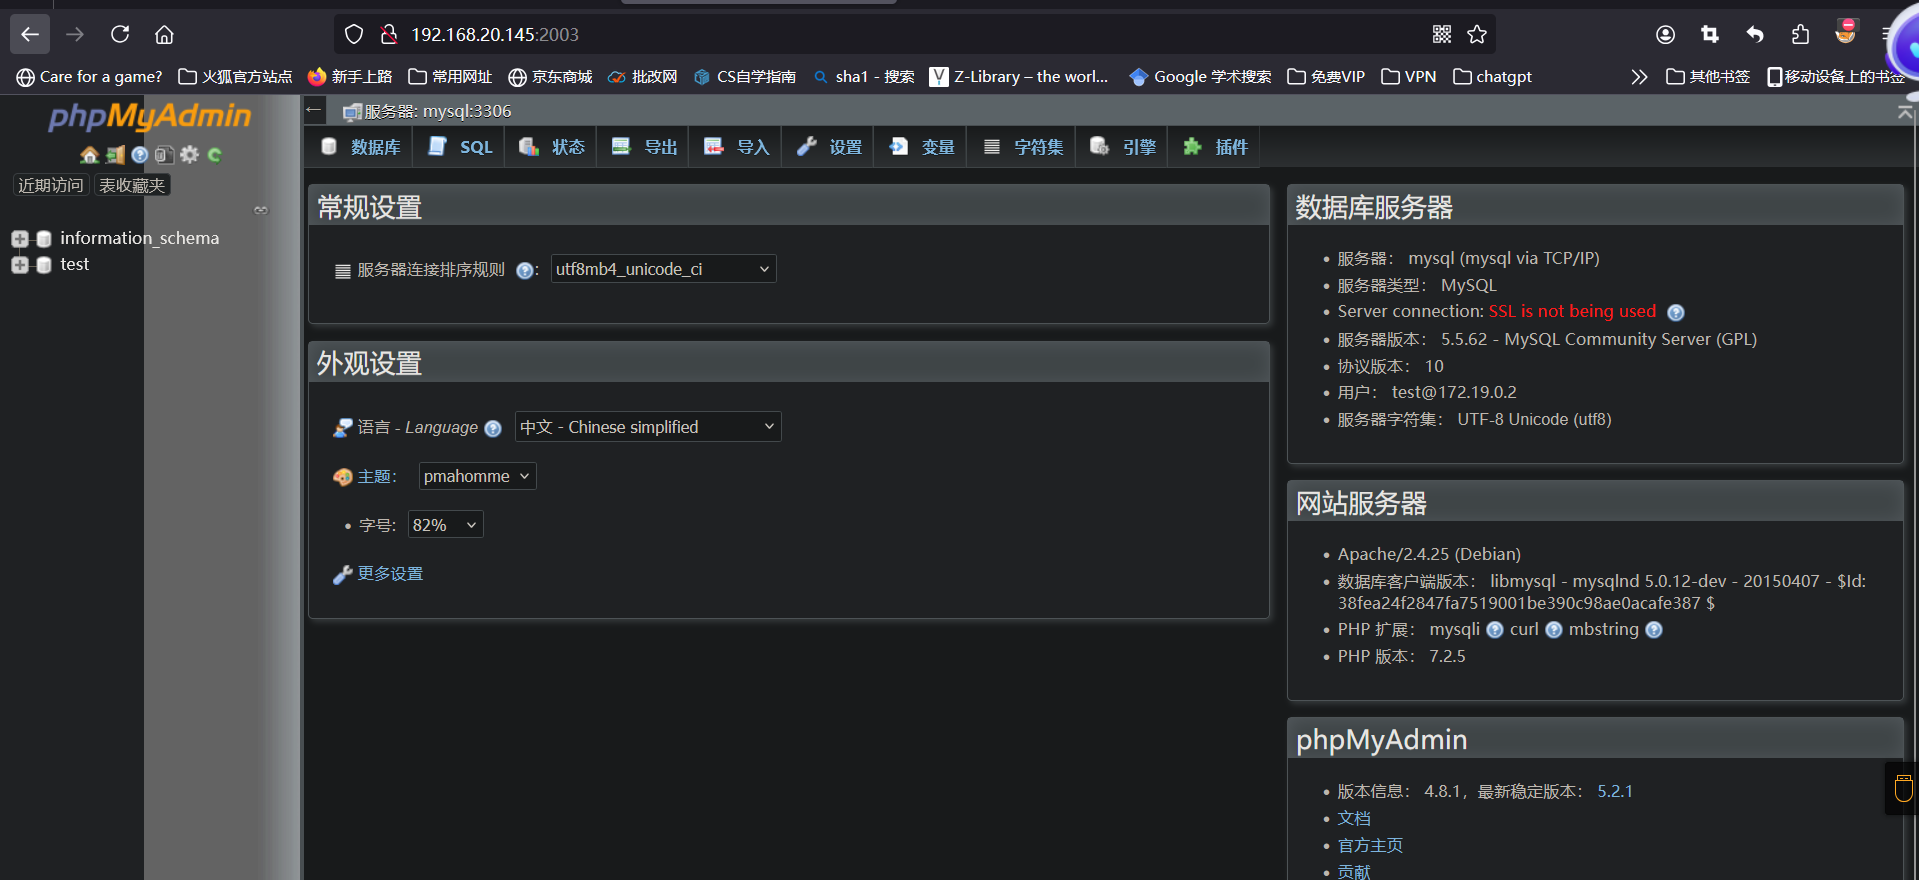 192.168.20.145:2003
Care for a game? 火狐官方站点 新手上路 常用网址 京东商城 批改网 CS自学指南 sha1 - 搜索 Z-Library – the worl... Google 学术搜索 免费VIP VPN chatgpt 其他书签 移动设备上的书签
phpMyAdmin
近期访问 表收藏夹
information_schema
test
服务器: mysql:3306
数据库 SQL 状态 导出 导入 设置 变量 字符集 引擎 插件
常规设置
服务器连接排序规则 : utf8mb4_unicode_ci
外观设置
语言 - Language 中文 - Chinese simplified
主题: pmahomme
字号: 82%
更多设置
数据库服务器
服务器: mysql (mysql via TCP/IP)
服务器类型: MySQL
Server connection: SSL is not being used
服务器版本: 5.5.62 - MySQL Community Server (GPL)
协议版本: 10
用户: test@172.19.0.2
服务器字符集: UTF-8 Unicode (utf8)
网站服务器
Apache/2.4.25 (Debian)
数据库客户端版本: libmysql - mysqlnd 5.0.12-dev - 20150407 - $Id:
38fea24f2847fa7519001be390c98ae0acafe387 $
PHP 扩展: mysqli curl mbstring
PHP 版本: 7.2.5
phpMyAdmin
版本信息: 4.8.1, 最新稳定版本: 5.2.1
文档
官方主页
贡献